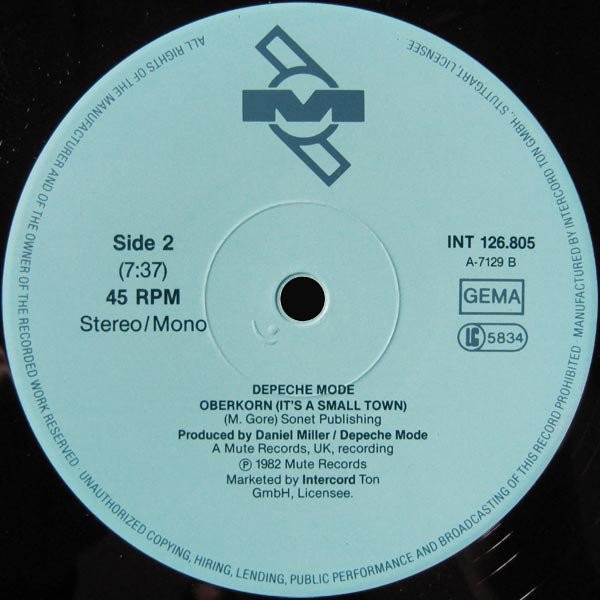 M
Side 2
(7:37)
45 RPM
Stereo/Mono
INT 126.805
A-7129 B
GEMA
LC 5834
DEPECHE MODE
OBERKORN (IT'S A SMALL TOWN)
(M. Gore) Sonet Publishing
Produced by Daniel Miller / Depeche Mode
A Mute Records, UK, recording
Ⓟ 1982 Mute Records
Marketed by Intercord Ton
GmbH, Licensee.
ALL RIGHTS OF THE MANUFACTURER AND OF THE OWNER OF THE RECORDED WORK RESERVED · UNAUTHORIZED COPYING, HIRING, LENDING, PUBLIC PERFORMANCE AND BROADCASTING OF THIS RECORD PROHIBITED · MANUFACTURED BY INTERCORD TON GMBH, STUTTGART, LICENSEE.